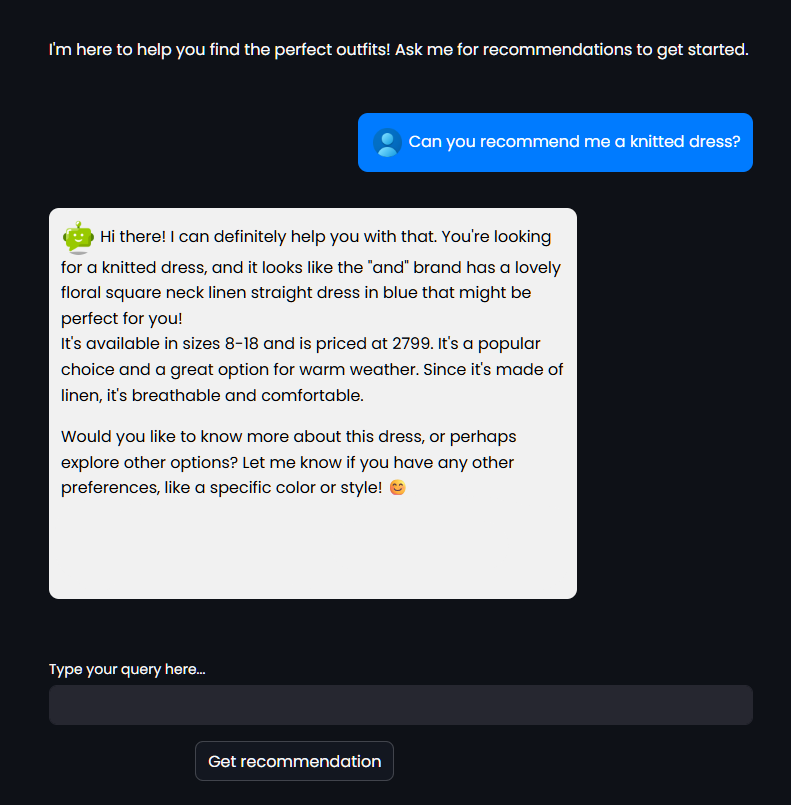 I'm here to help you find the perfect outfits! Ask me for recommendations to get started.
Can you recommend me a knitted dress?
Hi there! I can definitely help you with that. You're looking
for a knitted dress, and it looks like the "and" brand has a lovely
floral square neck linen straight dress in blue that might be
perfect for you!
It's available in sizes 8-18 and is priced at 2799. It's a popular
choice and a great option for warm weather. Since it's made of
linen, it's breathable and comfortable.
Would you like to know more about this dress, or perhaps
explore other options? Let me know if you have any other
preferences, like a specific color or style! 😊
Type your query here...
Get recommendation